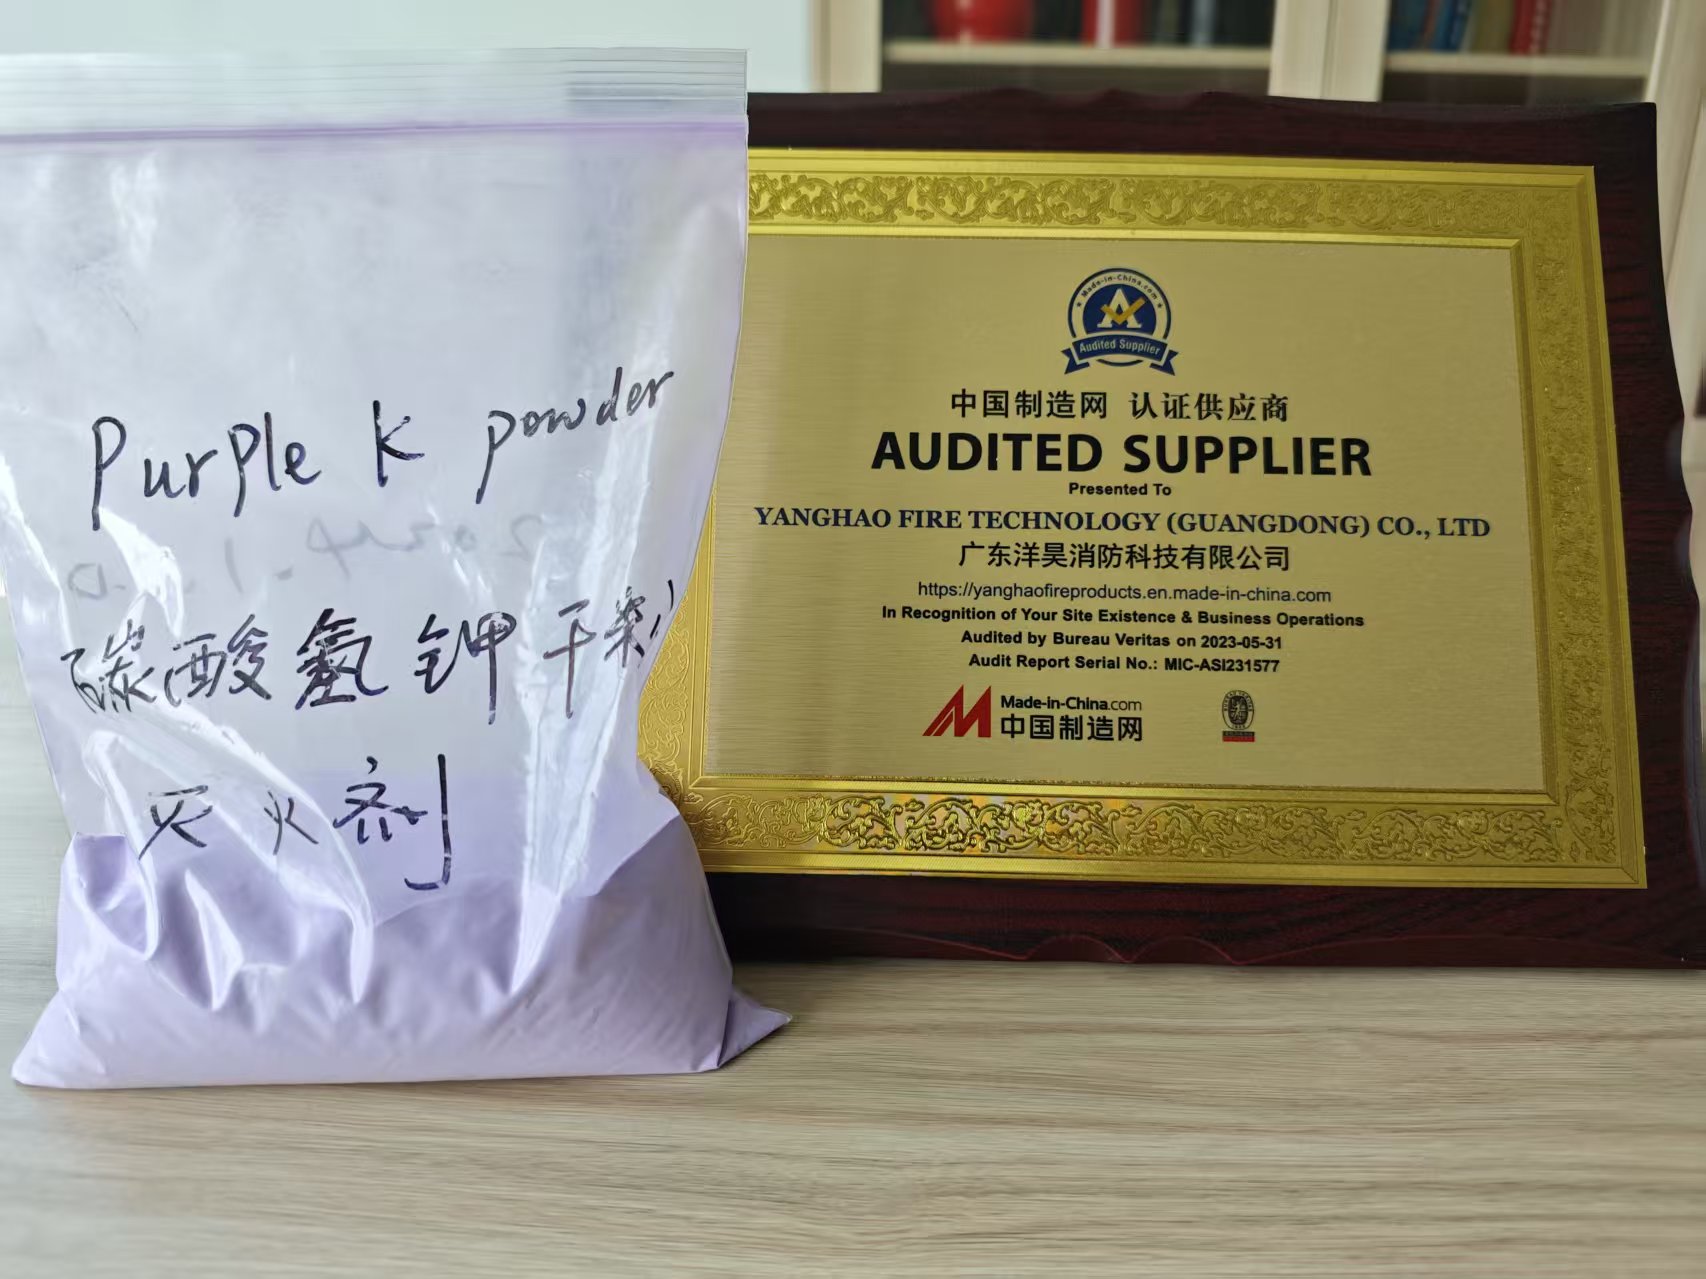 Purple K powder
碳酸氢钾干粉
灭火剂
Made-in-China.com
A
Audited Supplier
中国制造网 认证供应商
AUDITED SUPPLIER
Presented To
YANGHAO FIRE TECHNOLOGY (GUANGDONG) CO., LTD
广东洋昊消防科技有限公司
https://yanghaofireproducts.en.made-in-china.com
In Recognition of Your Site Existence & Business Operations
Audited by Bureau Veritas on 2023-05-31
Audit Report Serial No.: MIC-ASI231577
Made-in-China.com
中国制造网